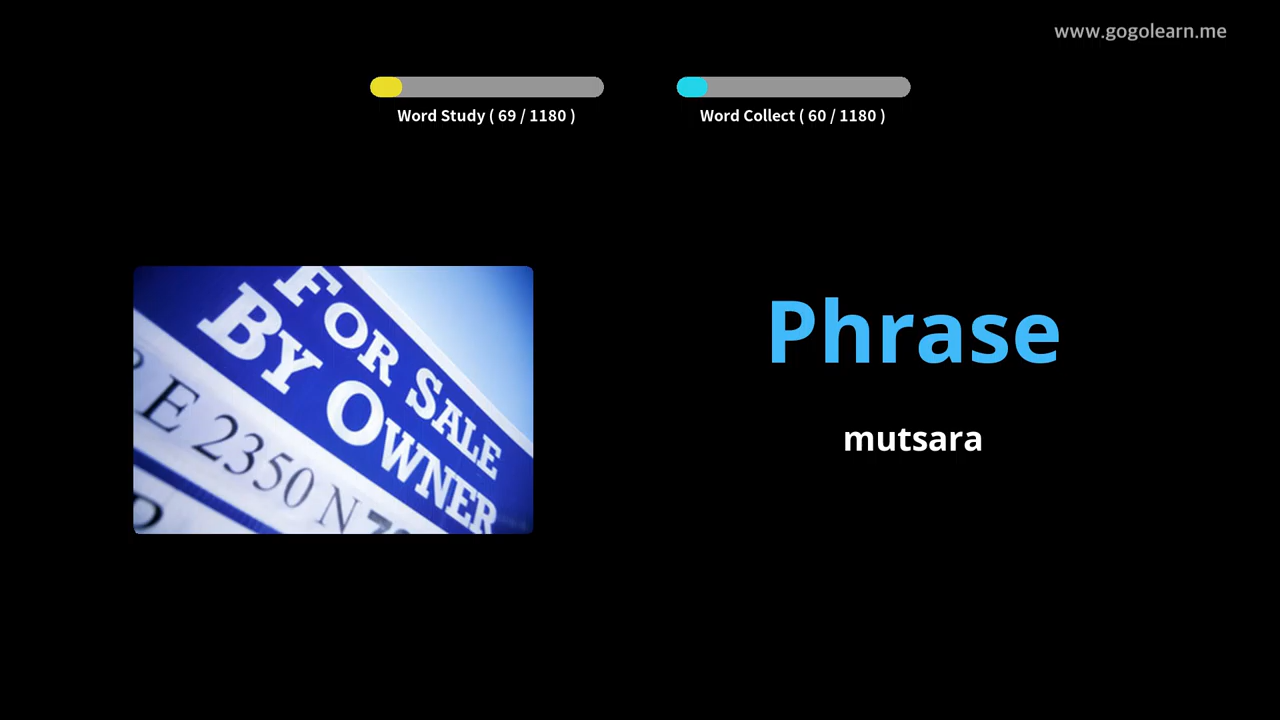 www.gogolearn.me
Word Study ( 69 / 1180 )
Word Collect ( 60 / 1180 )
FOR SALE
BY OWNER
E 2350 N
Phrase
mutsara